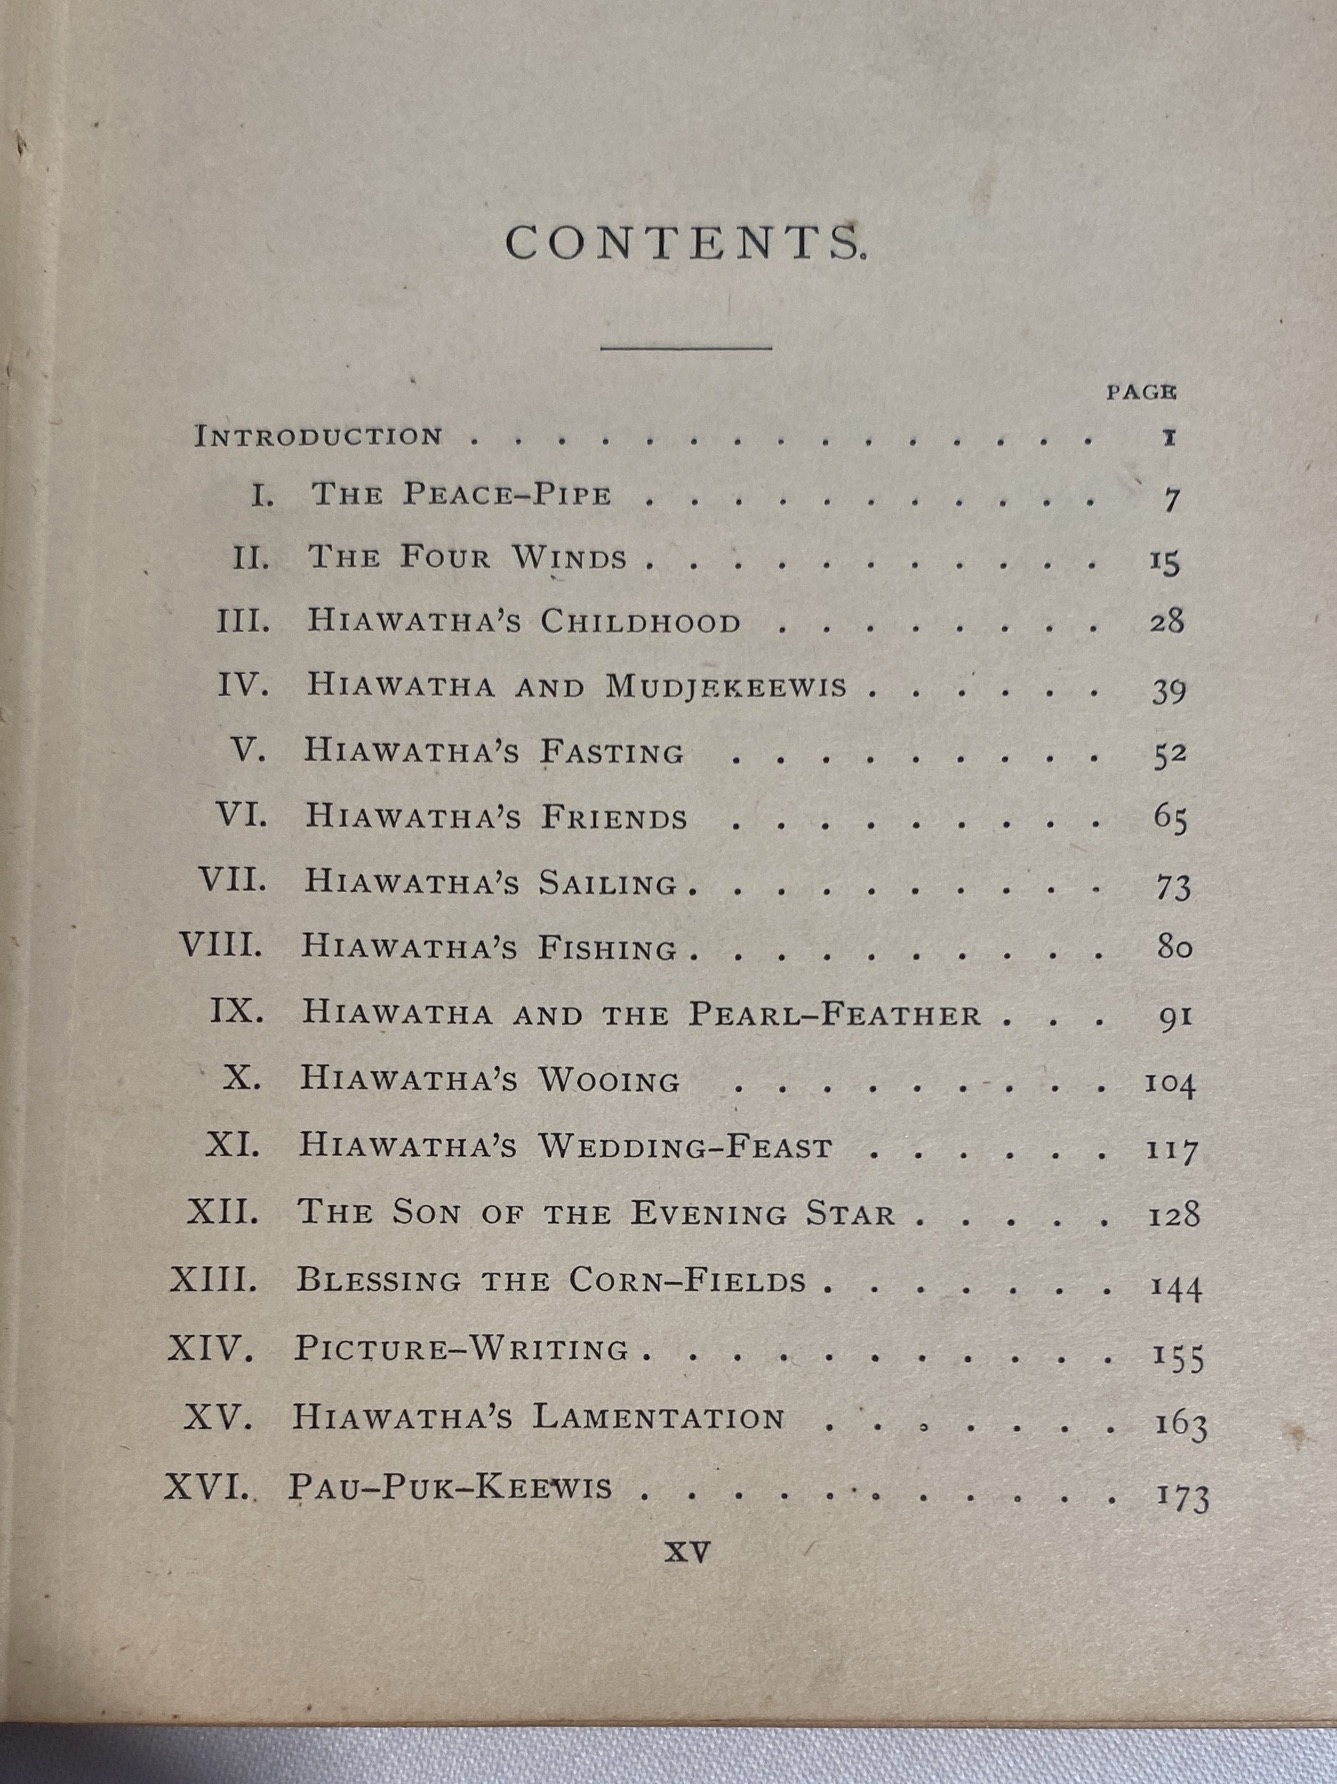 CONTENTS.
PAGE
INTRODUCTION . . . . . . . . . . . . . . . 1
I. THE PEACE-PIPE . . . . . . . . . . . 7
II. THE FOUR WINDS . . . . . . . . . . . 15
III. HIAWATHA'S CHILDHOOD . . . . . . . . 28
IV. HIAWATHA AND MUDJEKEEWIS . . . . . . 39
V. HIAWATHA'S FASTING . . . . . . . . . 52
VI. HIAWATHA'S FRIENDS . . . . . . . . . 65
VII. HIAWATHA'S SAILING . . . . . . . . . . 73
VIII. HIAWATHA'S FISHING . . . . . . . . . . 80
IX. HIAWATHA AND THE PEARL-FEATHER . . . 91
X. HIAWATHA'S WOOING . . . . . . . . . 104
XI. HIAWATHA'S WEDDING-FEAST . . . . . . 117
XII. THE SON OF THE EVENING STAR . . . . . 128
XIII. BLESSING THE CORN-FIELDS . . . . . . . 144
XIV. PICTURE-WRITING . . . . . . . . . . . 155
XV. HIAWATHA'S LAMENTATION . . . . . . . 163
XVI. PAU-PUK-KEEWIS . . . . . . . . . . . 173
XV